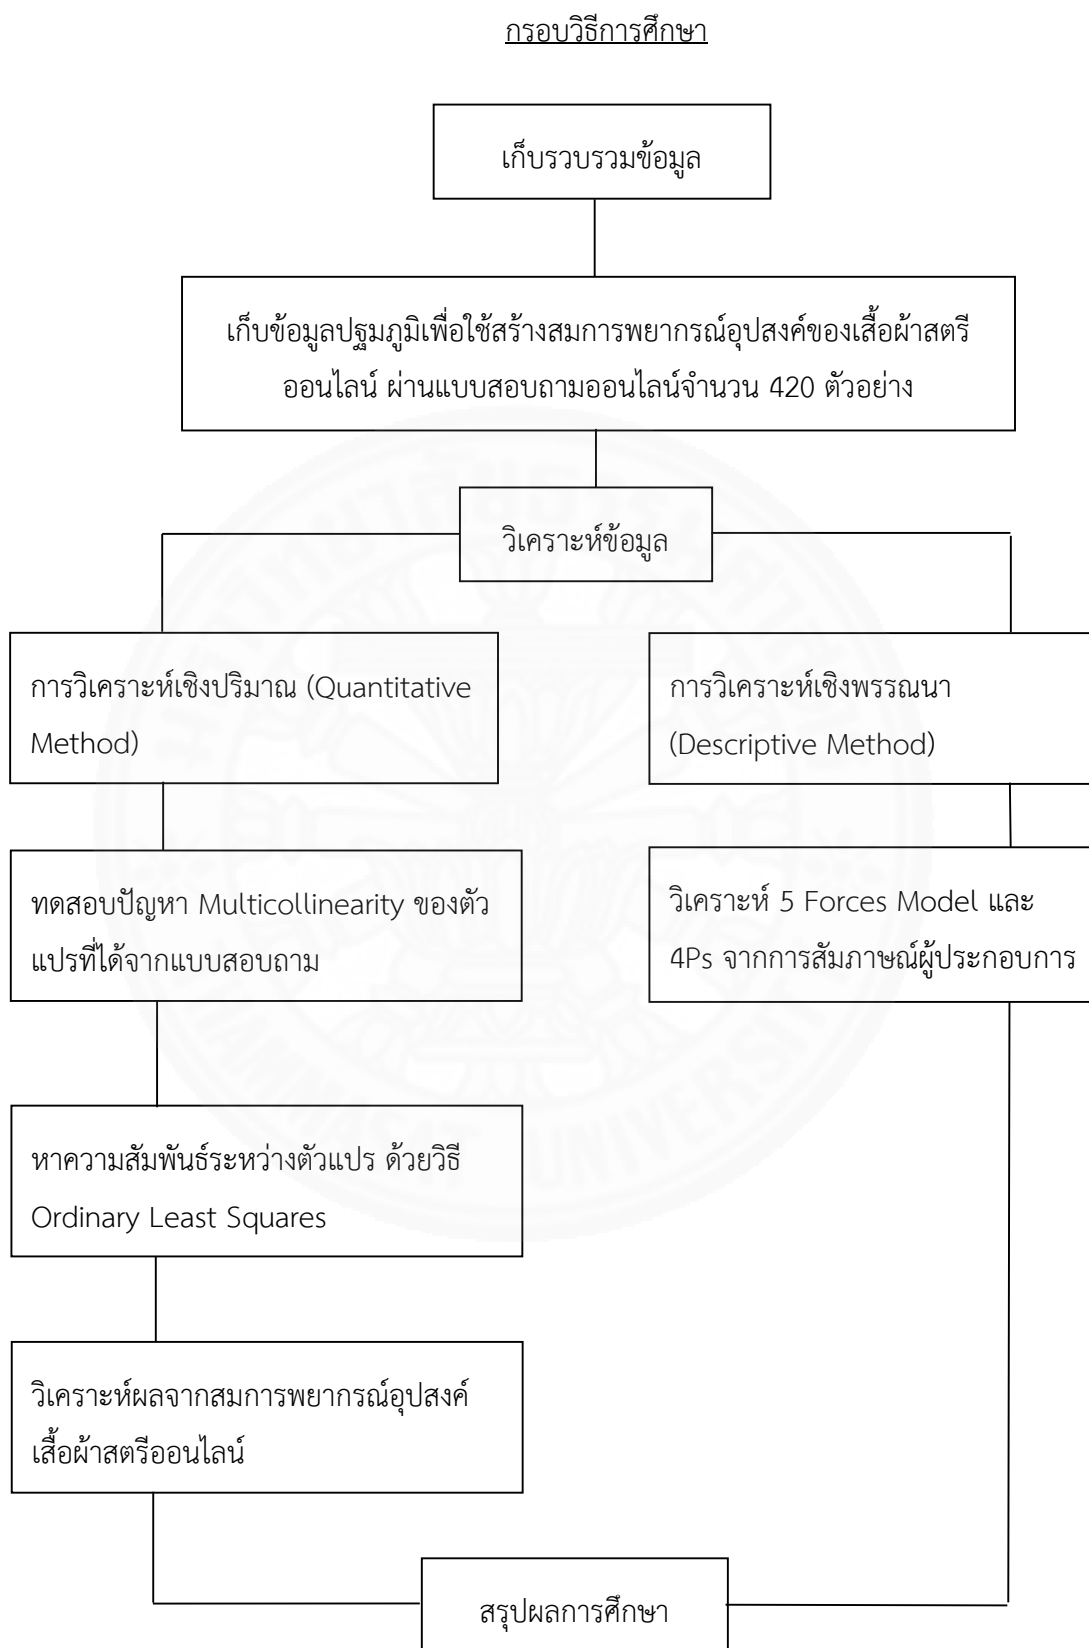 กรอบวิธีการศึกษา
เก็บรวบรวมข้อมูล
เก็บข้อมูลปฐมภูมิเพื่อใช้สร้างสมการพยากรณ์อุปสงค์ของเสื้อผ้าสตรี
ออนไลน์ ผ่านแบบสอบถามออนไลน์จำนวน 420 ตัวอย่าง
วิเคราะห์ข้อมูล
การวิเคราะห์เชิงปริมาณ (Quantitative
Method)
การวิเคราะห์เชิงพรรณนา
(Descriptive Method)
ทดสอบปัญหา Multicollinearity ของตัว
แปรที่ได้จากแบบสอบถาม
วิเคราะห์ 5 Forces Model และ
4Ps จากการสัมภาษณ์ผู้ประกอบการ
หาความสัมพันธ์ระหว่างตัวแปร ด้วยวิธี
Ordinary Least Squares
วิเคราะห์ผลจากสมการพยากรณ์อุปสงค์
เสื้อผ้าสตรีออนไลน์
สรุปผลการศึกษา